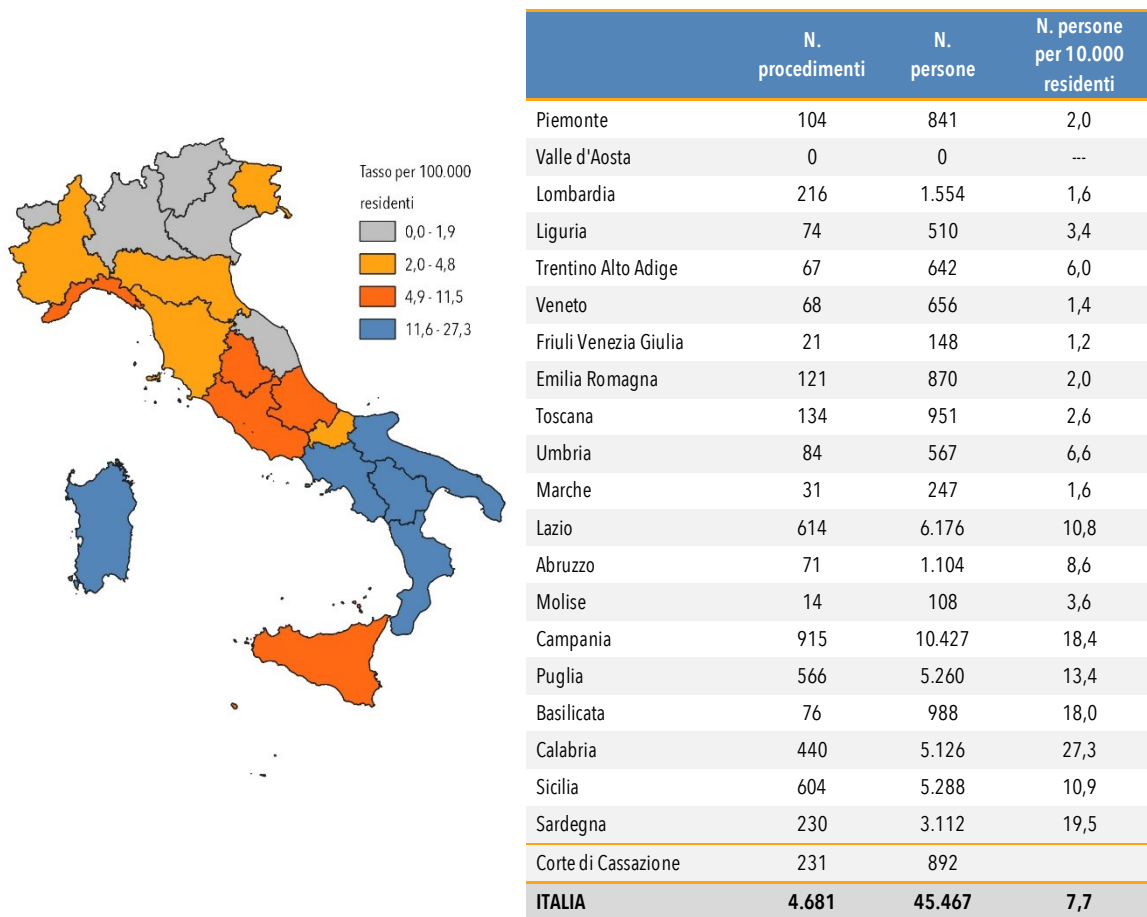 Tasso per 100.000
residenti
0,0 - 1,9
2,0 - 4,8
4,9 - 11,5
11,6 - 27,3
N. procedimenti N. persone N. persone per 10.000 residenti
Piemonte 104 841 2,0
Valle d'Aosta 0 0 ---
Lombardia 216 1.554 1,6
Liguria 74 510 3,4
Trentino Alto Adige 67 642 6,0
Veneto 68 656 1,4
Friuli Venezia Giulia 21 148 1,2
Emilia Romagna 121 870 2,0
Toscana 134 951 2,6
Umbria 84 567 6,6
Marche 31 247 1,6
Lazio 614 6.176 10,8
Abruzzo 71 1.104 8,6
Molise 14 108 3,6
Campania 915 10.427 18,4
Puglia 566 5.260 13,4
Basilicata 76 988 18,0
Calabria 440 5.126 27,3
Sicilia 604 5.288 10,9
Sardegna 230 3.112 19,5
Corte di Cassazione 231 892
ITALIA 4.681 45.467 7,7